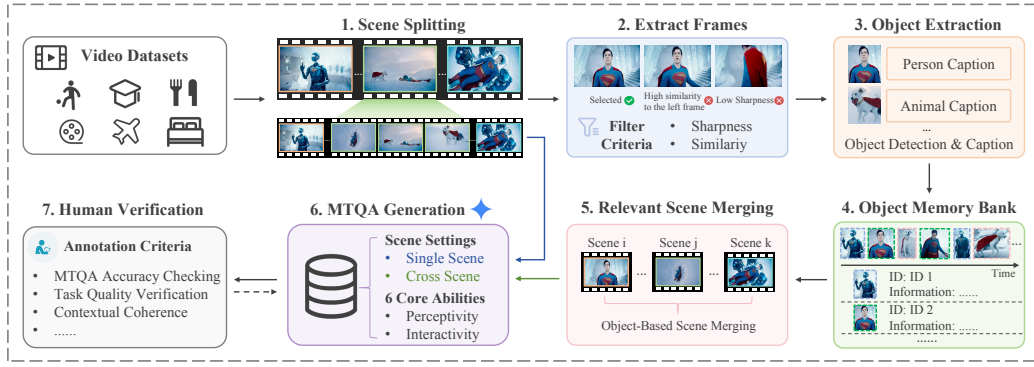 Video Datasets
1. Scene Splitting
...
...
2. Extract Frames
Selected
High similarity
to the left frame
Low Sharpness
Filter
Criteria
• Sharpness
• Similariy
3. Object Extraction
Person Caption
Animal Caption
...
Object Detection & Caption
4. Object Memory Bank
...
Time
ID: ID 1
Information: ......
ID: ID 2
Information: ......
......
5. Relevant Scene Merging
Scene i
Scene j
Scene k
...
...
Object-Based Scene Merging
6. MTQA Generation
Scene Settings
• Single Scene
• Cross Scene
6 Core Abilities
• Perceptivity
• Interactivity
7. Human Verification
Annotation Criteria
• MTQA Accuracy Checking
• Task Quality Verification
• Contextual Coherence
• ......